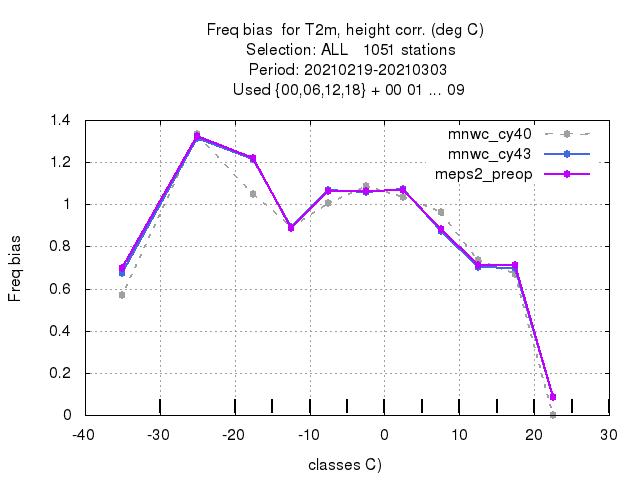 Freq bias  for T2m, height corr. (deg C)
Selection: ALL   1051 stations
Period: 20210219-20210303
Used {00,06,12,18} + 00 01 ... 09
mnwc_cy40
mnwc_cy43
meps2_preop
1.4
1.2
1
0.8
0.6
0.4
0.2
0
Freq bias
-40 -30 -20 -10 0 10 20 30
classes C)